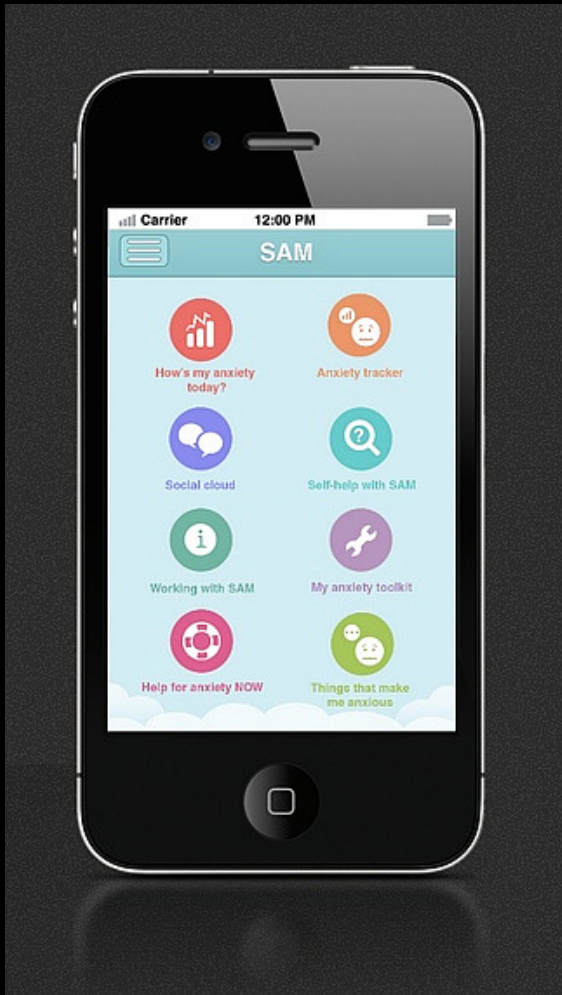 Carrier 12:00 PM
SAM
How's my anxiety
today?
Anxiety tracker
Social cloud
Self-help with SAM
Working with SAM
My anxiety toolkit
Help for anxiety NOW
Things that make
me anxious